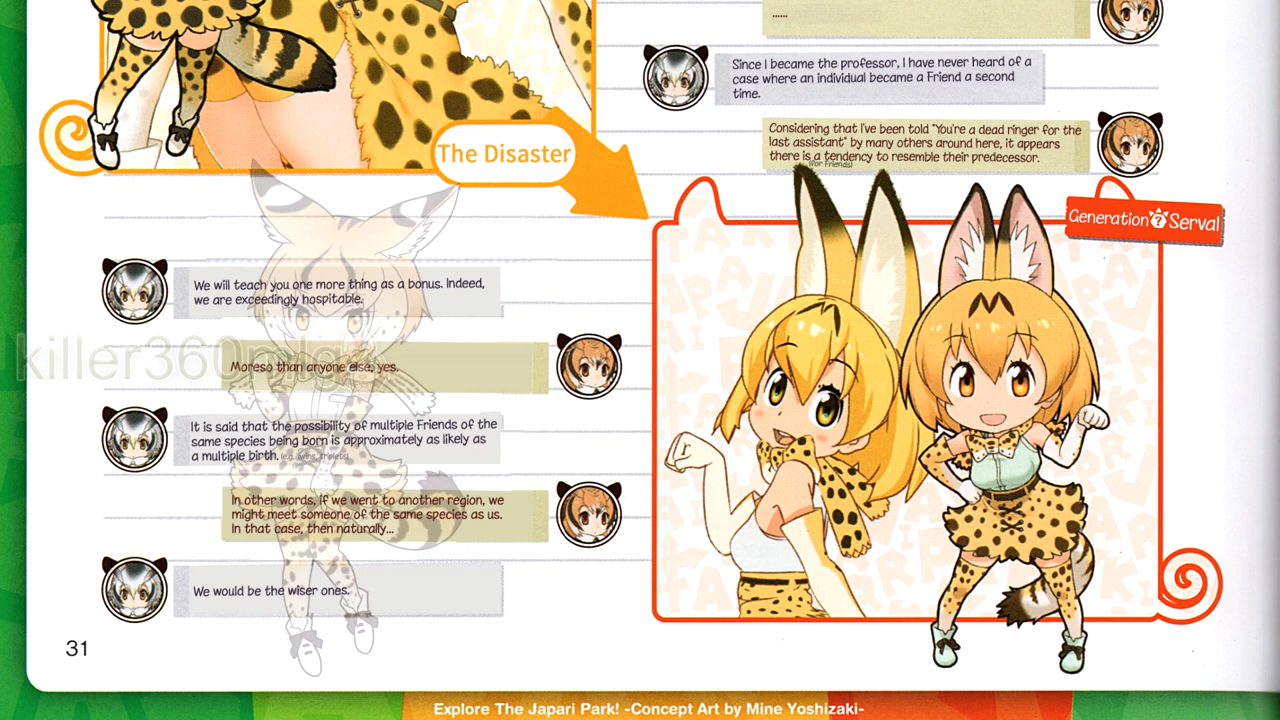 The Disaster
We will teach you one more thing as a bonus. Indeed,
we are exceedingly hospitable.
Moreso than anyone else, yes.
It is said that the possibility of multiple Friends of the
same species being born is approximately as likely as
a multiple birth. (e.g. twins, triplets)
In other words, if we went to another region, we
might meet someone of the same species as us.
In that case, then naturally...
We would be the wiser ones.
......
Since I became the professor, I have never heard of a
case where an individual became a Friend a second
time.
Considering that I've been told "You're a dead ringer for the
last assistant" by many others around here, it appears
there is a tendency to resemble their predecessor.
(for Friends)
Generation ? Serval
31
Explore The Japari Park! -Concept Art by Mine Yoshizaki-